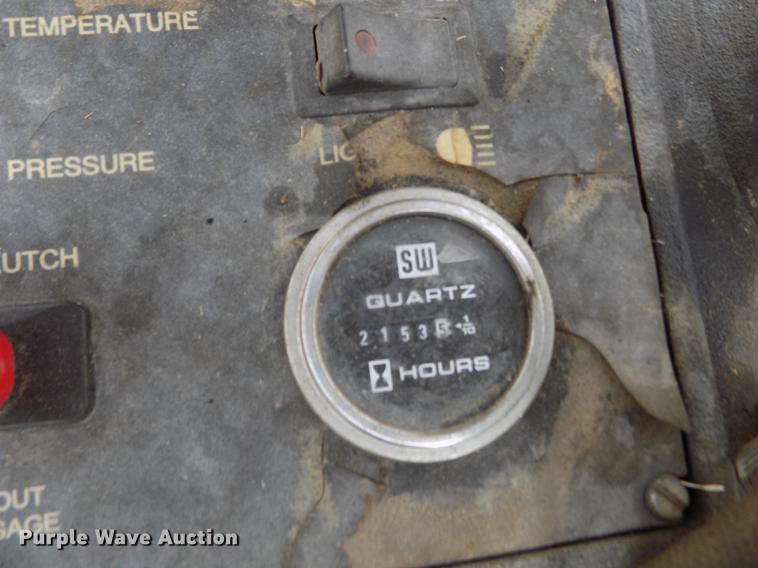 TEMPERATURE
PRESSURE
LIG
UTCH
SW
QUARTZ
21535 1/10
HOURS
OUT
GAGE
Purple Wave Auction